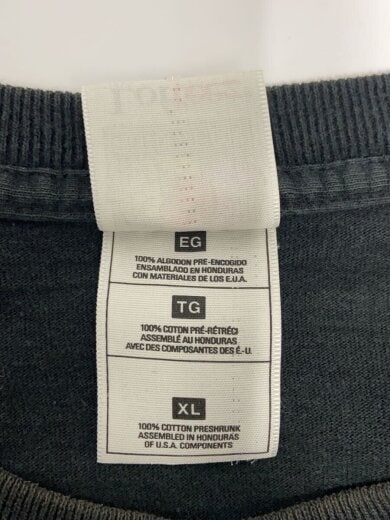 EG
100% ALGODON PRE-ENCOGIDO
ENSAMBLADO EN HONDURAS
CON MATERIALES DE LOS E.U.A.
TG
100% COTON PRÉ-RÉTRÉCI
ASSEMBLÉ AU HONDURAS
AVEC DES COMPOSANTES DES É.-U.
XL
100% COTTON PRESHRUNK
ASSEMBLED IN HONDURAS
OF U.S.A. COMPONENTS